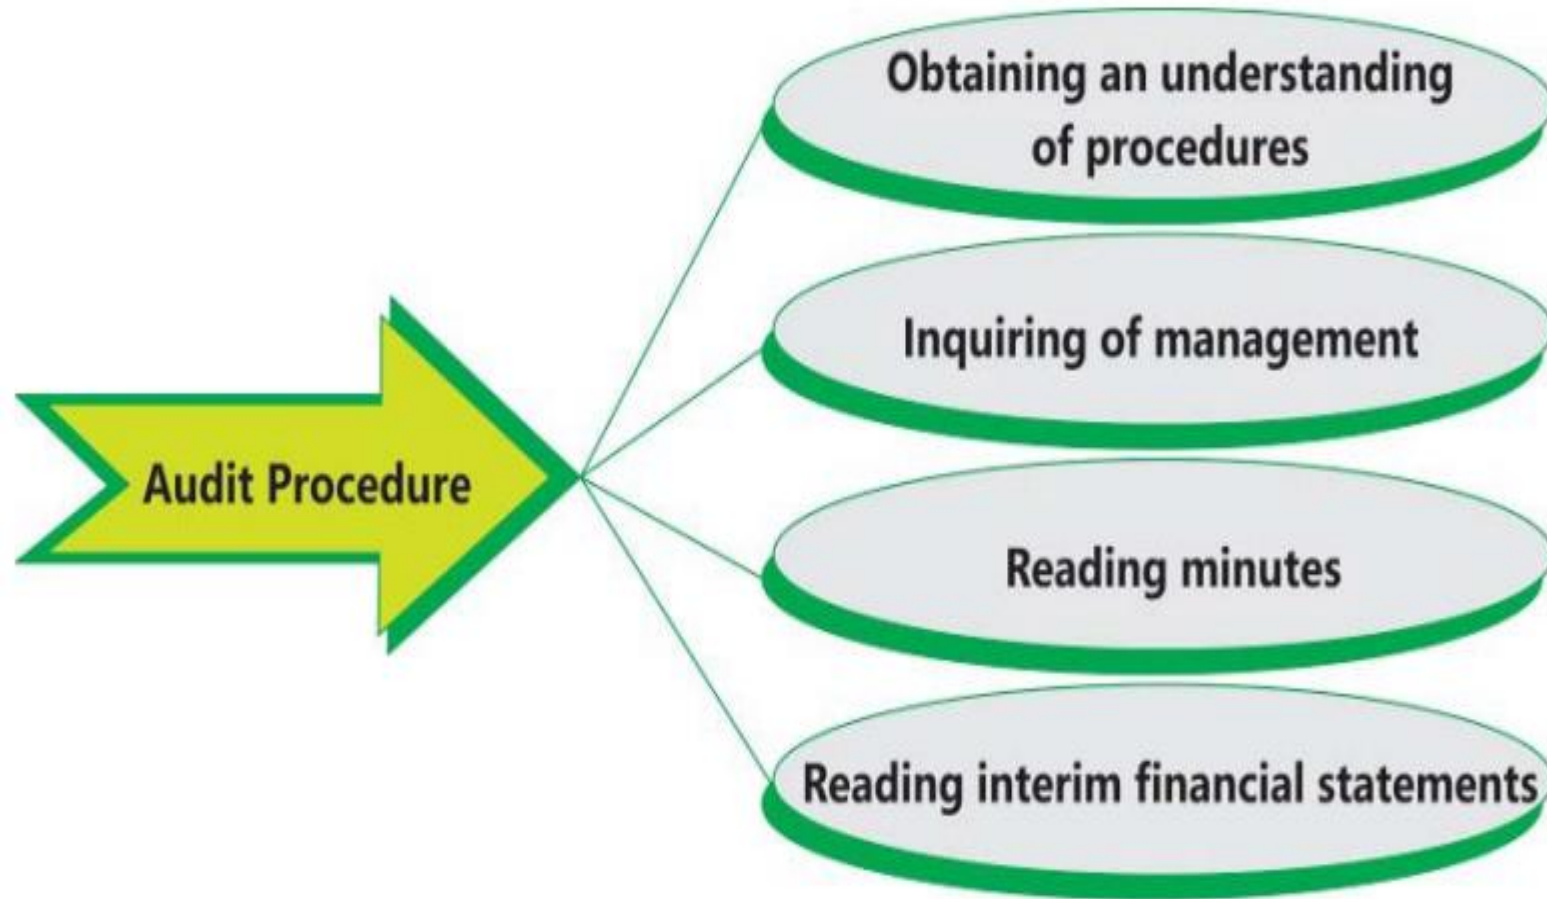 Audit Procedure
Obtaining an understanding
of procedures
Inquiring of management
Reading minutes
Reading interim financial statements